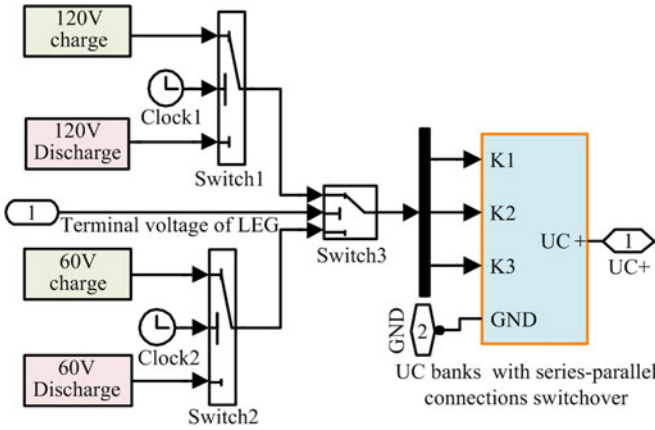 120V
charge
Clock1
120V
Discharge
Switch1
1
Terminal voltage of LEG
Switch3
60V
charge
Clock2
60V
Discharge
Switch2
K1
K2
K3
UC +
GND
1
UC+
GND
2
UC banks with series-parallel
connections switchover